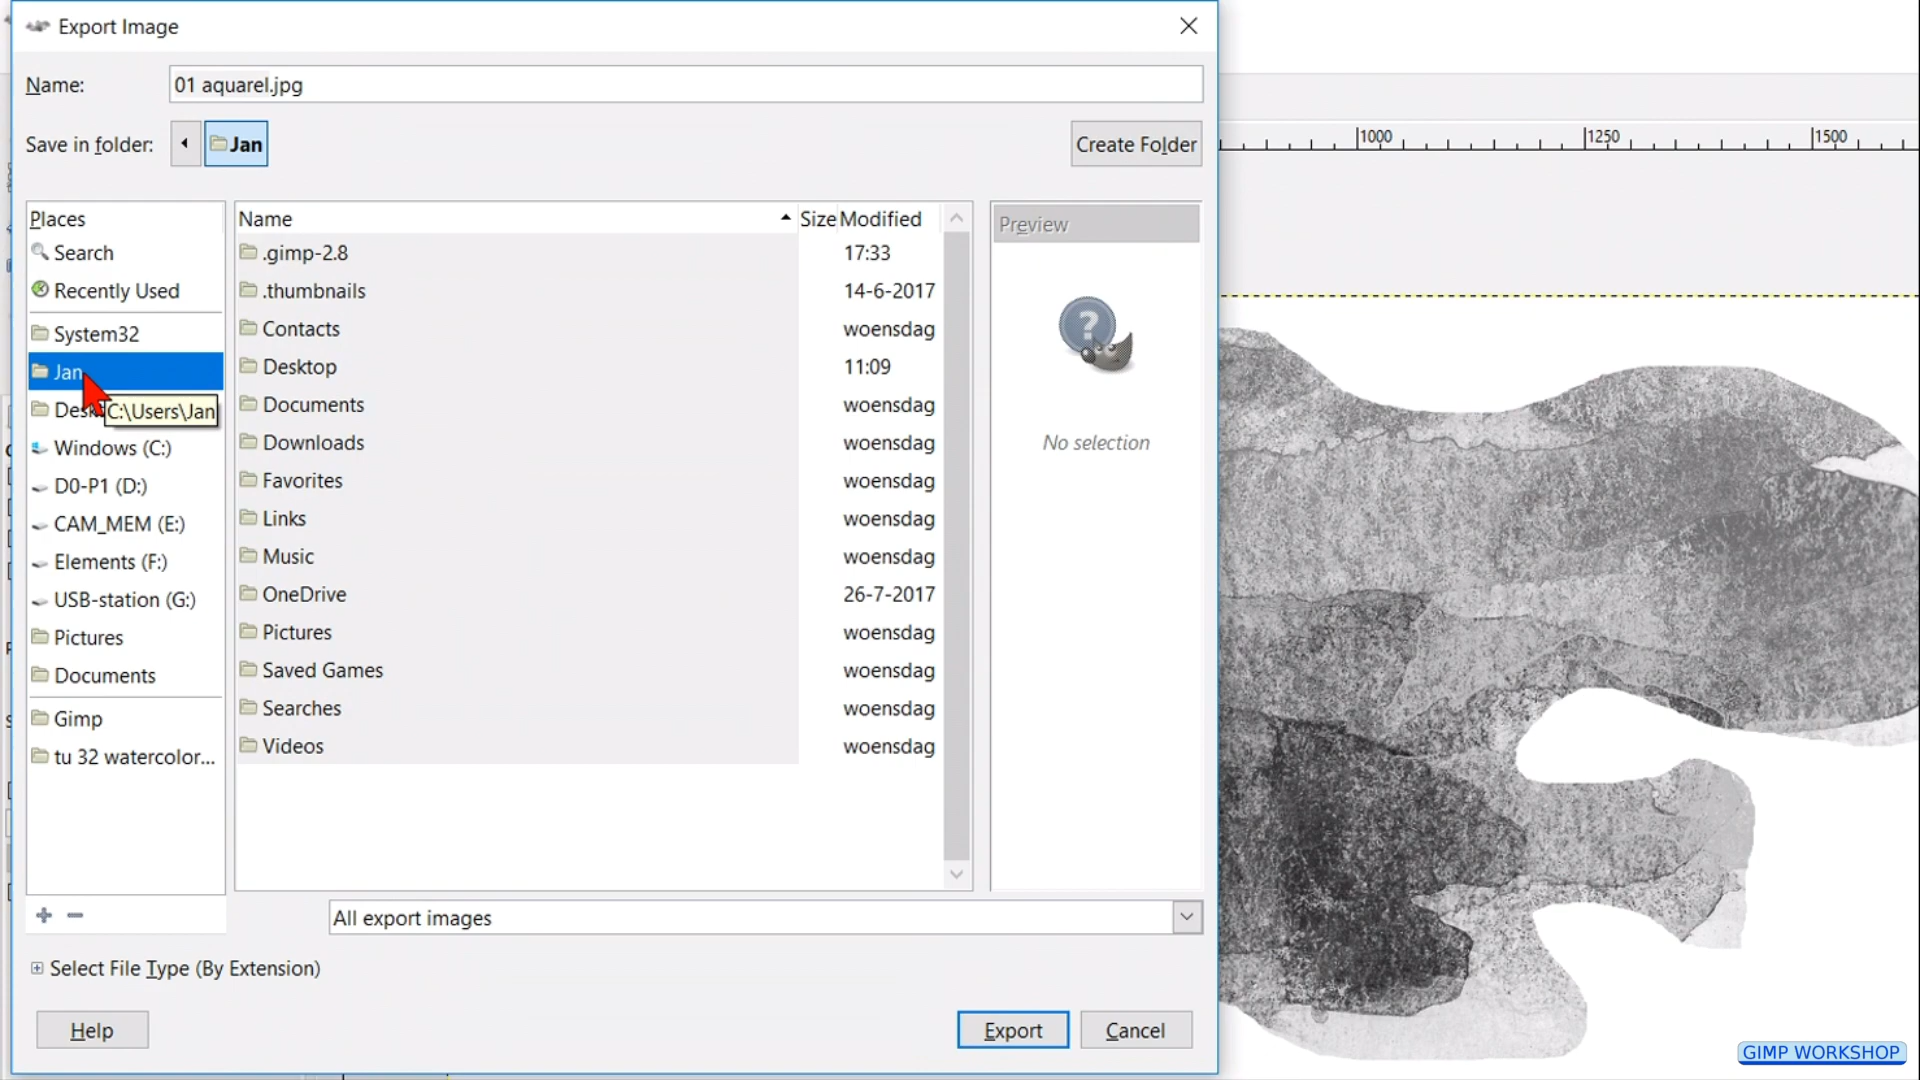 Export Image
Name: 01 aquarel.jpg
Save in folder: Jan Create Folder
1000 1250 1500
Places
Search
Recently Used
System32
Jan
Desk
C:\Users\Jan
Windows (C:)
D0-P1 (D:)
CAM_MEM (E:)
Elements (F:)
USB-station (G:)
Pictures
Documents
Gimp
tu 32 watercolor...
Name Size Modified
.gimp-2.8 17:33
.thumbnails 14-6-2017
Contacts woensdag
Desktop 11:09
Documents woensdag
Downloads woensdag
Favorites woensdag
Links woensdag
Music woensdag
OneDrive 26-7-2017
Pictures woensdag
Saved Games woensdag
Searches woensdag
Videos woensdag
Preview
No selection
All export images
Select File Type (By Extension)
Help Export Cancel
GIMP WORKSHOP